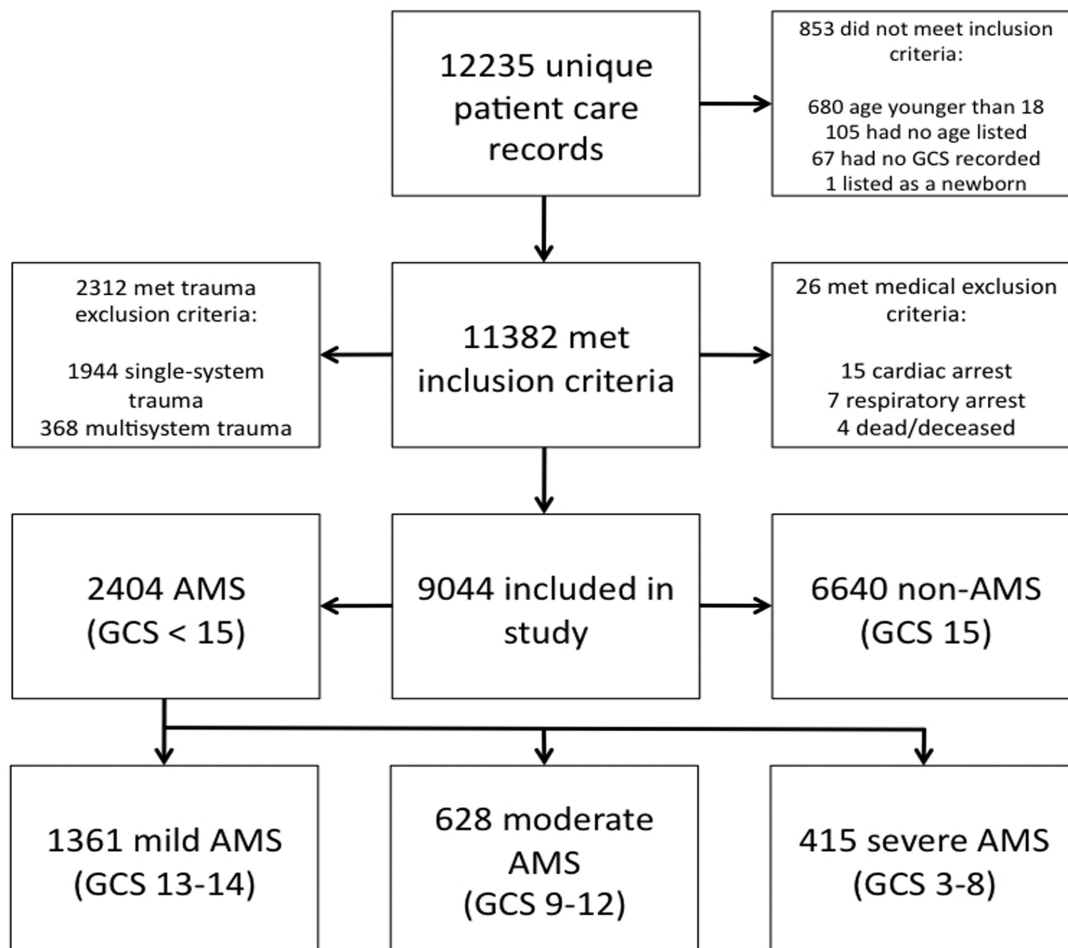 12235 unique
patient care
records
853 did not meet inclusion
criteria:
680 age younger than 18
105 had no age listed
67 had no GCS recorded
1 listed as a newborn
2312 met trauma
exclusion criteria:
1944 single-system
trauma
368 multisystem trauma
11382 met
inclusion criteria
26 met medical exclusion
criteria:
15 cardiac arrest
7 respiratory arrest
4 dead/deceased
2404 AMS
(GCS < 15)
9044 included in
study
6640 non-AMS
(GCS 15)
1361 mild AMS
(GCS 13-14)
628 moderate
AMS
(GCS 9-12)
415 severe AMS
(GCS 3-8)